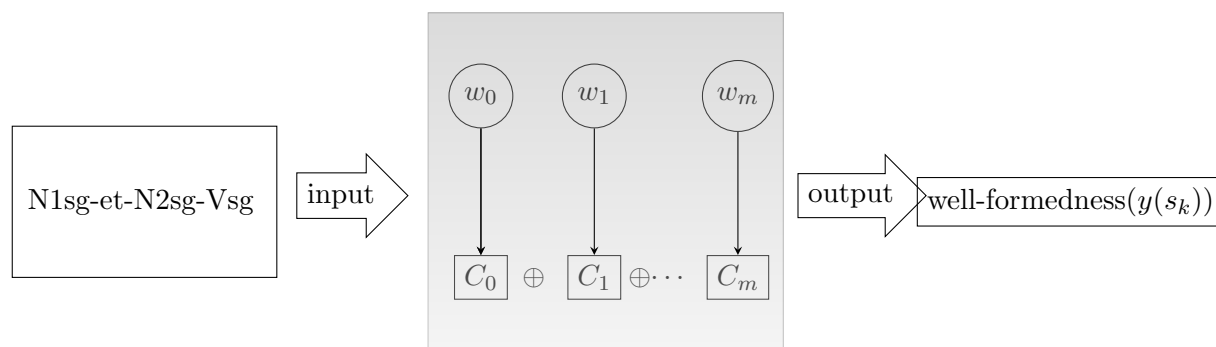 w₀ w₁ wₘ
N1sg-et-N2sg-Vsg input output well-formedness(y(sₖ))
C₀ ⊕ C₁ ⊕··· Cₘ